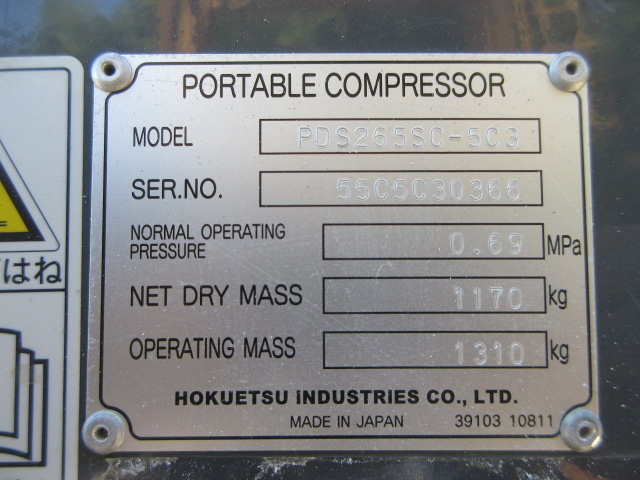 PORTABLE COMPRESSOR
MODEL PDS265SC-5C3
SER.NO. 55C5C30366
NORMAL OPERATING
PRESSURE 0.69 MPa
NET DRY MASS 1170 kg
OPERATING MASS 1310 kg
HOKUETSU INDUSTRIES CO., LTD.
MADE IN JAPAN 39103 10811
はね